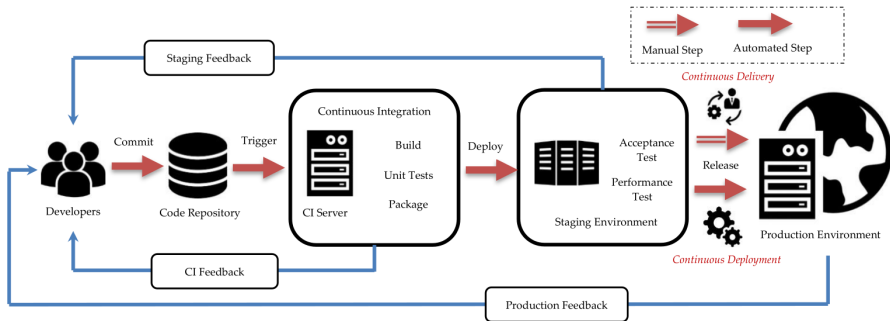 Staging Feedback
Manual Step
Automated Step
Continuous Delivery
Continuous Integration
Commit
Trigger
Build
Unit Tests
Package
CI Server
Deploy
Acceptance
Test
Performance
Test
Staging Environment
Release
Developers
Code Repository
Production Environment
Continuous Deployment
CI Feedback
Production Feedback